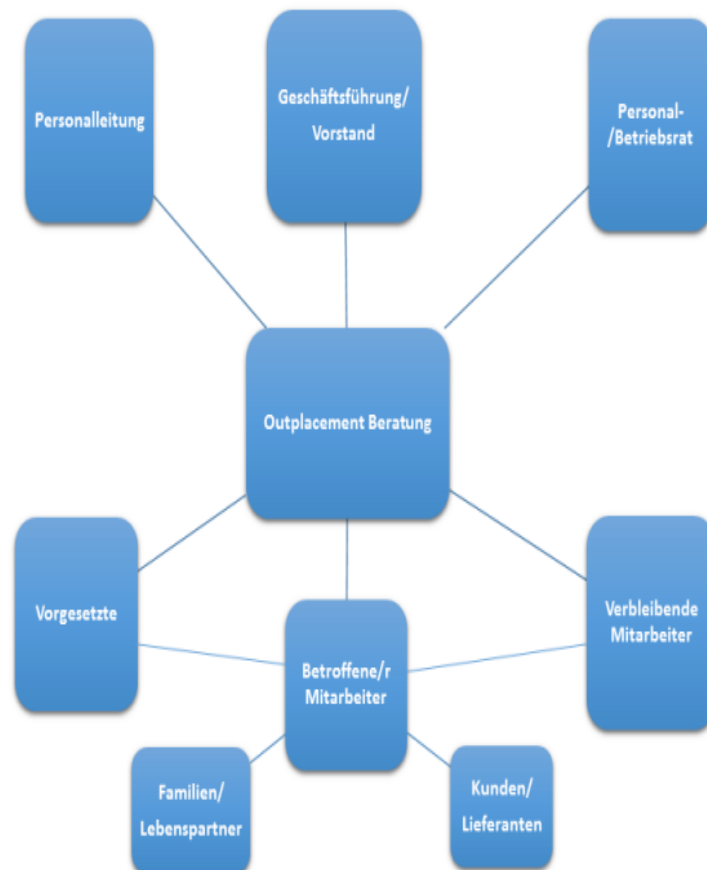 Personalleitung
Geschäftsführung/
Vorstand
Personal-
/Betriebsrat
Outplacement Beratung
Vorgesetzte
Betroffene/r
Mitarbeiter
Verbleibende
Mitarbeiter
Familien/
Lebenspartner
Kunden/
Lieferanten